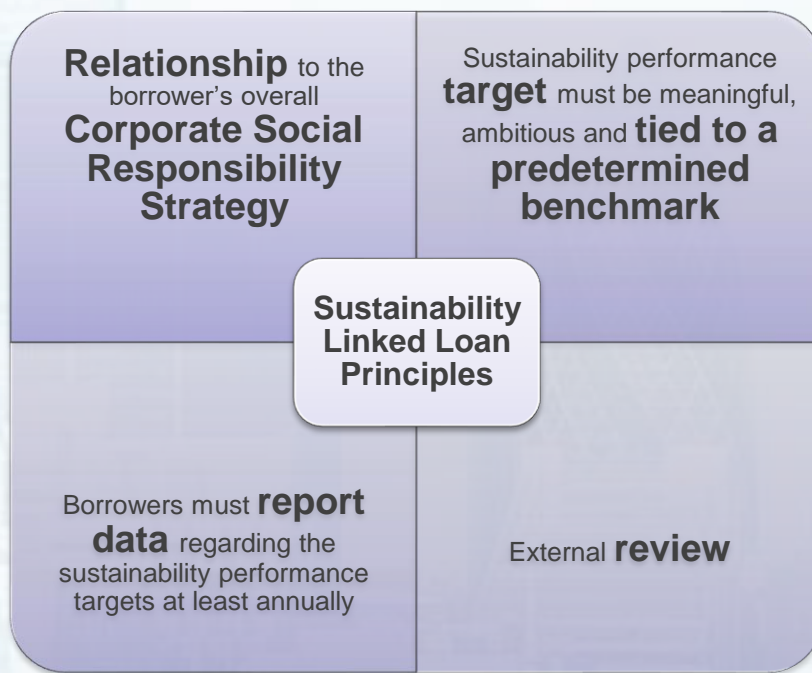 Relationship to the
borrower’s overall
Corporate Social
Responsibility
Strategy
Sustainability performance
target must be meaningful,
ambitious and tied to a
predetermined
benchmark
Sustainability
Linked Loan
Principles
Borrowers must report
data regarding the
sustainability performance
targets at least annually
External review